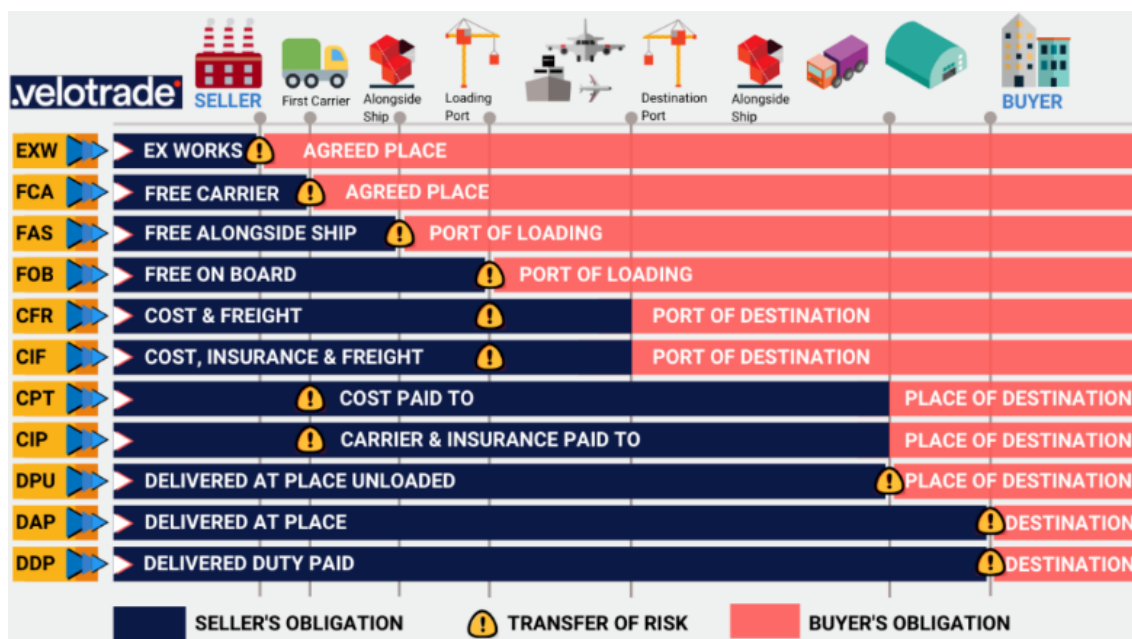 .velotrade
SELLER
First Carrier
Alongside
Ship
Loading
Port
Destination
Port
Alongside
Ship
BUYER
EXW EX WORKS AGREED PLACE
FCA FREE CARRIER AGREED PLACE
FAS FREE ALONGSIDE SHIP PORT OF LOADING
FOB FREE ON BOARD PORT OF LOADING
CFR COST & FREIGHT PORT OF DESTINATION
CIF COST, INSURANCE & FREIGHT PORT OF DESTINATION
CPT COST PAID TO PLACE OF DESTINATION
CIP CARRIER & INSURANCE PAID TO PLACE OF DESTINATION
DPU DELIVERED AT PLACE UNLOADED PLACE OF DESTINATION
DAP DELIVERED AT PLACE DESTINATION
DDP DELIVERED DUTY PAID DESTINATION
SELLER'S OBLIGATION TRANSFER OF RISK BUYER'S OBLIGATION